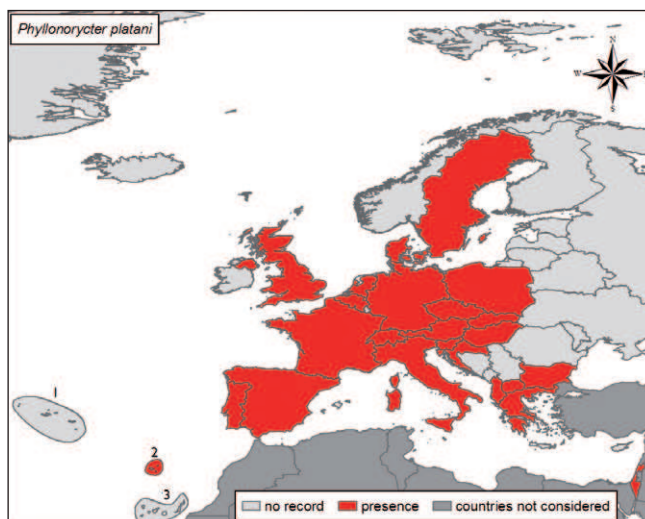 Phyllonorycter platani
N
W
S
1
2
3
no record presence countries not considered